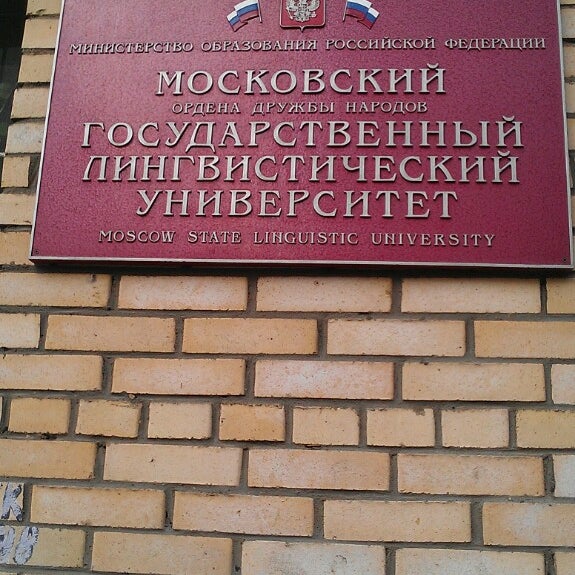 МИНИСТЕРСТВО ОБРАЗОВАНИЯ РОССИЙСКОЙ ФЕДЕРАЦИИ
МОСКОВСКИЙ
ОРДЕНА ДРУЖБЫ НАРОДОВ
ГОСУДАРСТВЕННЫЙ
ЛИНГВИСТИЧЕСКИЙ
УНИВЕРСИТЕТ
MOSCOW STATE LINGUISTIC UNIVERSITY